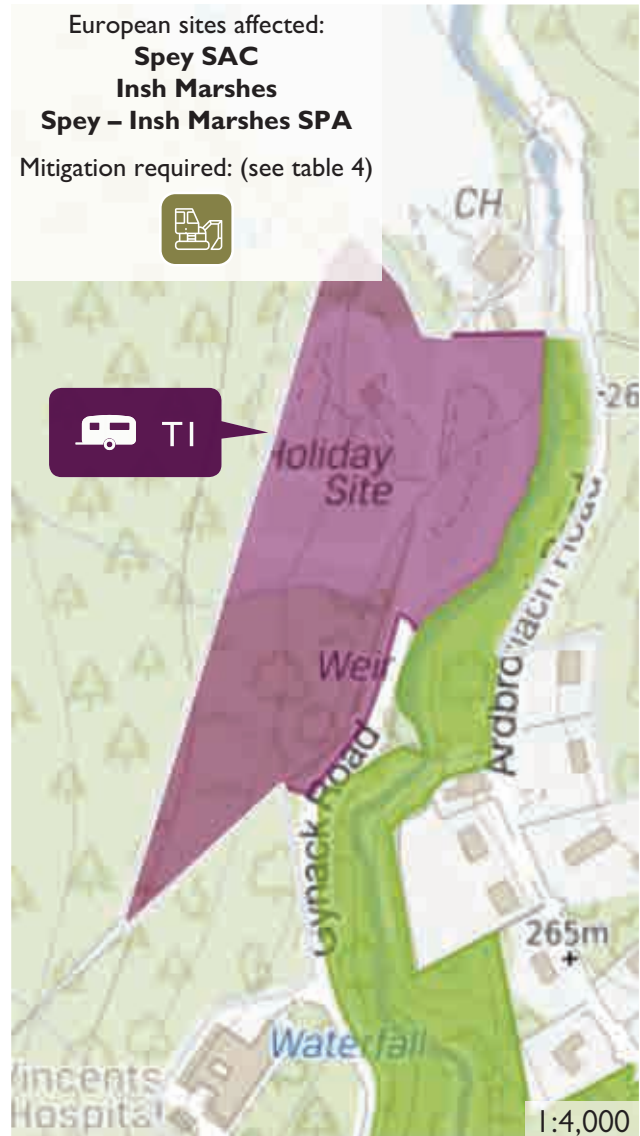 European sites affected:
Spey SAC
Insh Marshes
Spey – Insh Marshes SPA
Mitigation required: (see table 4)
CH
T1
Holiday
Site
Weir
Gynack Road
Road
265m
Waterfall
Vincents
Hospital
1:4,000